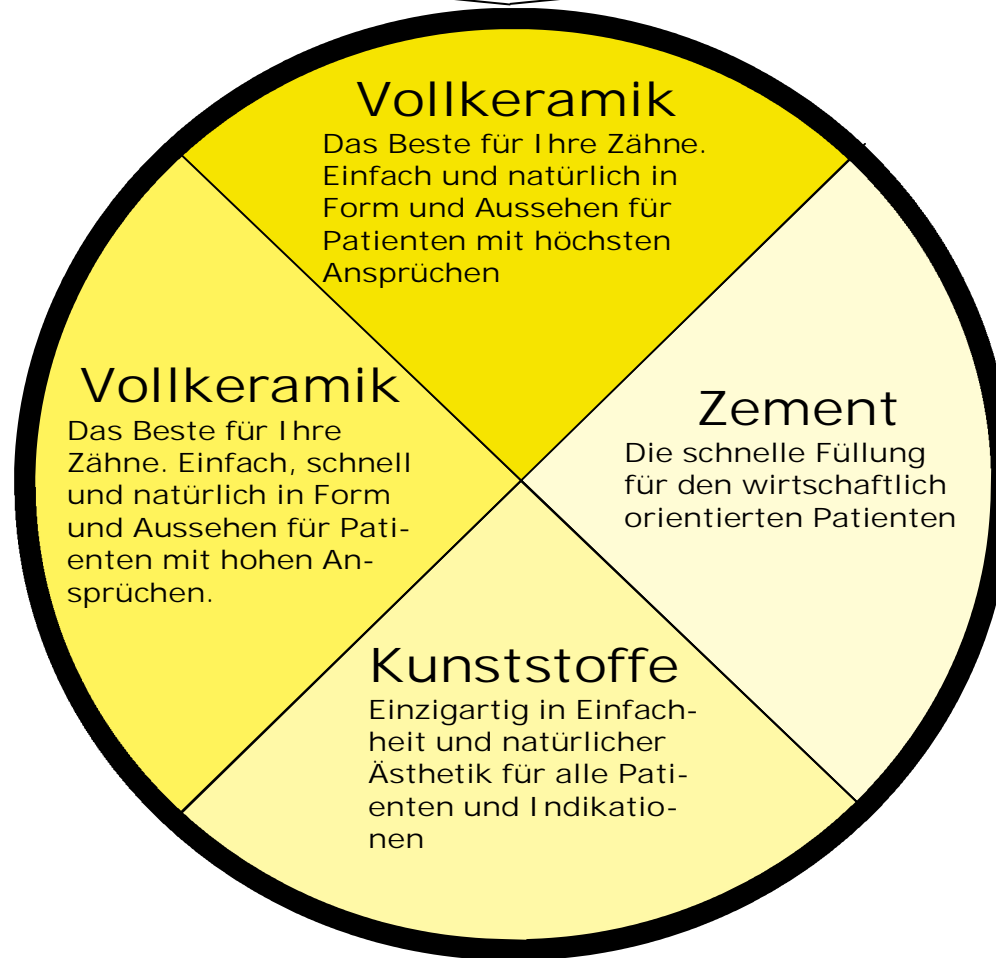 Vollkeramik
Das Beste für Ihre Zähne.
Einfach und natürlich in
Form und Aussehen für
Patienten mit höchsten
Ansprüchen
Vollkeramik
Das Beste für Ihre
Zähne. Einfach, schnell
und natürlich in Form
und Aussehen für Pati-
enten mit hohen An-
sprüchen.
Zement
Die schnelle Füllung
für den wirtschaftlich
orientierten Patienten
Kunststoffe
Einzigartig in Einfach-
heit und natürlicher
Ästhetik für alle Pati-
enten und Indikatio-
nen